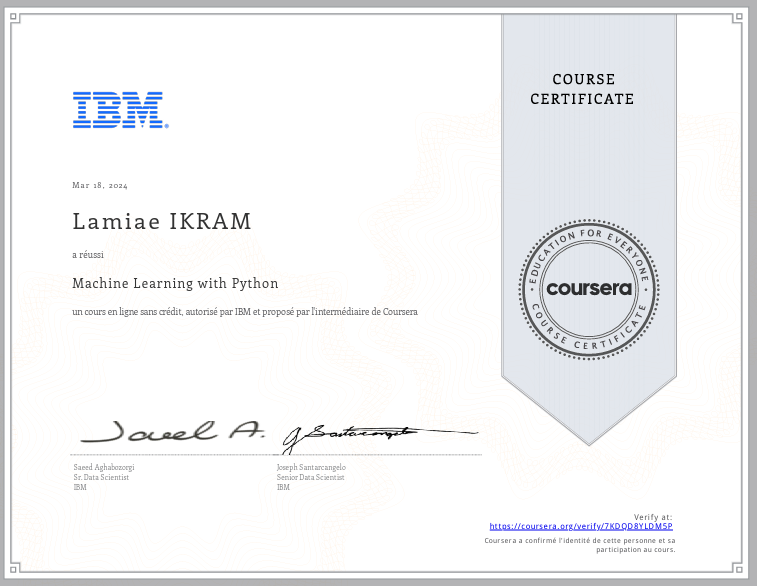 COURSE
CERTIFICATE
IBM®
Mar 18, 2024
Lamiae IKRAM
a réussi
Machine Learning with Python
un cours en ligne sans crédit, autorisé par IBM et proposé par l'intermédiaire de Coursera
EDUCATION FOR EVERYONE
coursera
COURSE CERTIFICATE
Saeed Aghabozorgi
Sr. Data Scientist
IBM
Joseph Santarcangelo
Senior Data Scientist
IBM
Verify at:
https://coursera.org/verify/7KDQD8YLDM5P
Coursera a confirmé l'identité de cette personne et sa
participation au cours.